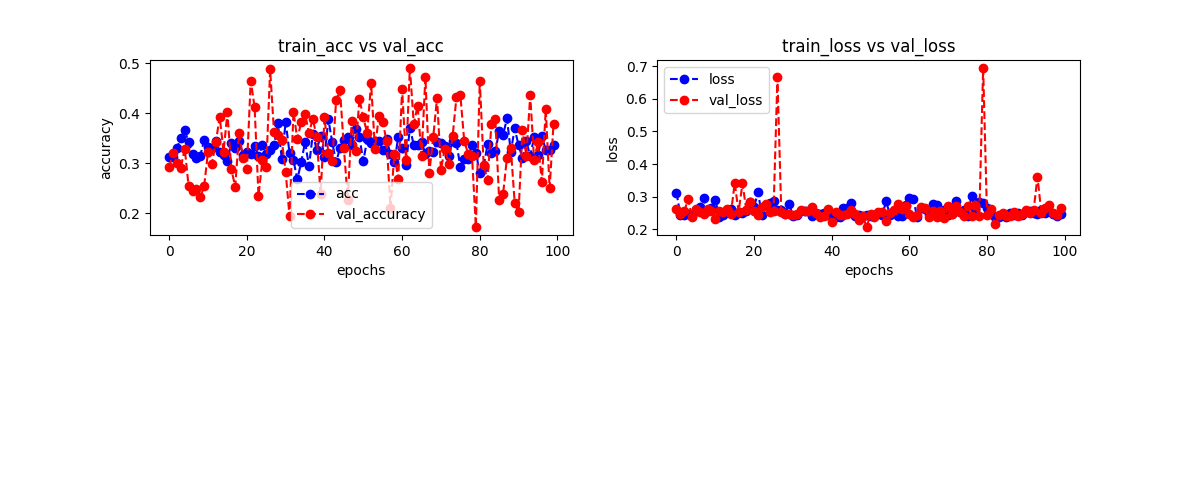 train_acc vs val_acc
accuracy
0.5
0.4
0.3
0.2
acc
val_accuracy
0 20 40 60 80 100
epochs
train_loss vs val_loss
loss
0.7
0.6
0.5
0.4
0.3
0.2
loss
val_loss
0 20 40 60 80 100
epochs